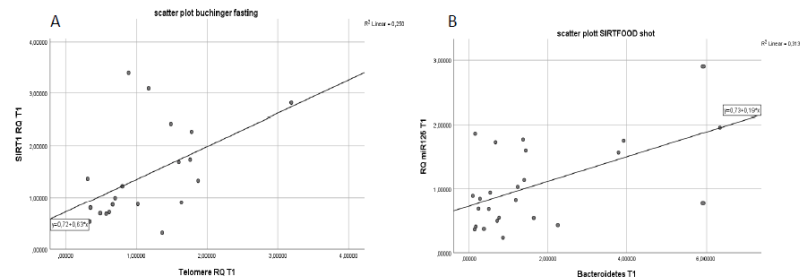 A
scatter plot buchinger fasting
R² Linear = 0,230
SIRT1 RQ T1
4,00000
3,00000
2,00000
1,00000
,00000
y=0,72+0,63*x
,00000 1,00000 2,00000 3,00000 4,00000
Telomere RQ T1
B
scatter plott SIRTFOOD shot
R² Linear = 0,313
RQ miR125 T1
3,00000
2,00000
1,00000
,00000
y=0,73+0,19*x
,00000 2,00000 4,00000 6,00000
Bacteroidetes T1